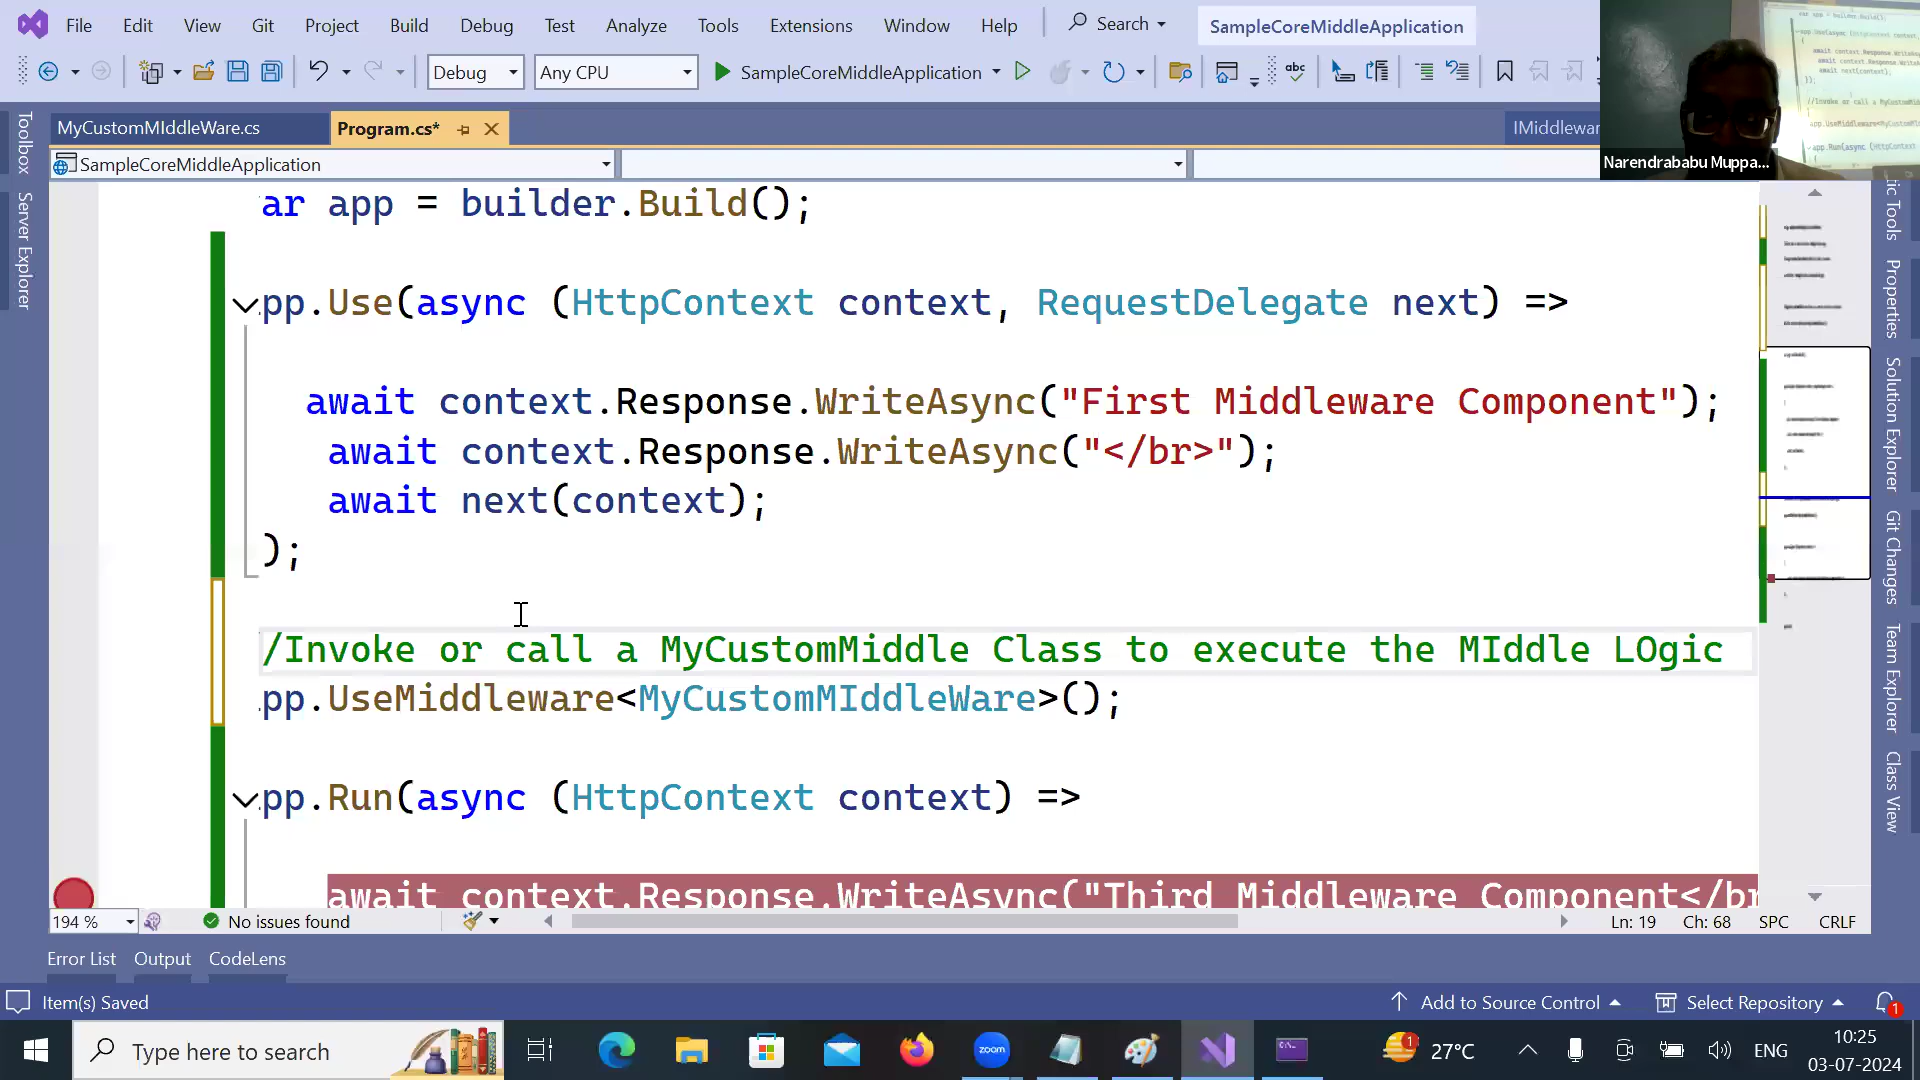 File Edit View Git Project Build Debug Test Analyze Tools Extensions Window Help Search SampleCoreMiddleApplication
Debug Any CPU SampleCoreMiddleApplication
MyCustomMIddleWare.cs Program.cs* IMiddlewar
SampleCoreMiddleApplication
Narendrababu Muppa...
Toolbox
Server Explorer
ar app = builder.Build();
pp.Use(async (HttpContext context, RequestDelegate next) =>
await context.Response.WriteAsync("First Middleware Component");
await context.Response.WriteAsync("</br>");
await next(context);
);
/Invoke or call a MyCustomMiddle Class to execute the MIddle LOgic
pp.UseMiddleware<MyCustomMIddleWare>();
pp.Run(async (HttpContext context) =>
await context.Response.WriteAsync("Third Middleware Component</br
tic Tools
Properties
Solution Explorer
Git Changes
Team Explorer
Class View
194 % No issues found Ln: 19 Ch: 68 SPC CRLF
Error List Output CodeLens
Item(s) Saved Add to Source Control Select Repository 1
Type here to search zoom 1 27°C ENG 10:25
03-07-2024